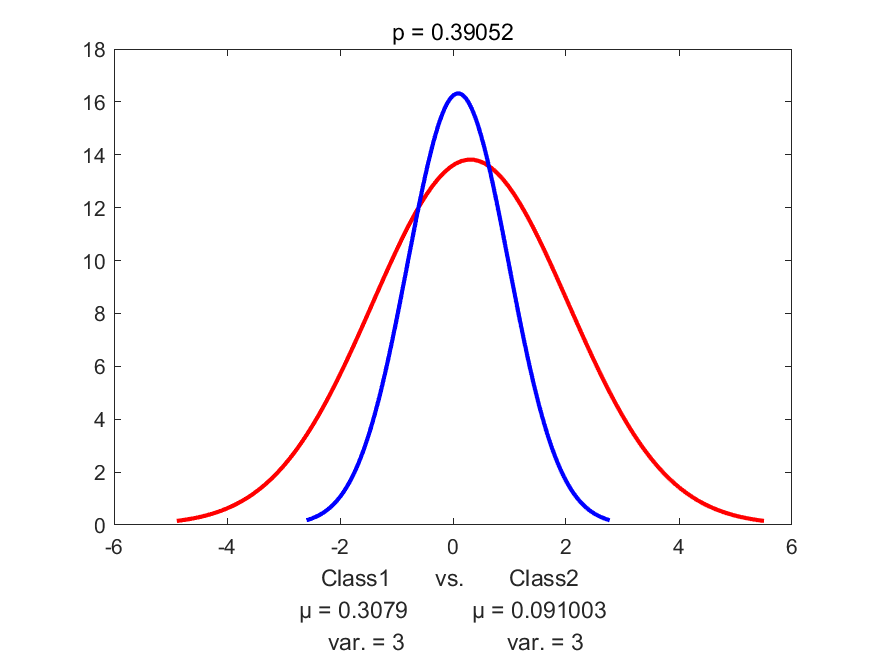 p = 0.39052
18
16
14
12
10
8
6
4
2
0
-6 -4 -2 0 2 4 6
Class1 vs. Class2
μ = 0.3079 μ = 0.091003
var. = 3 var. = 3